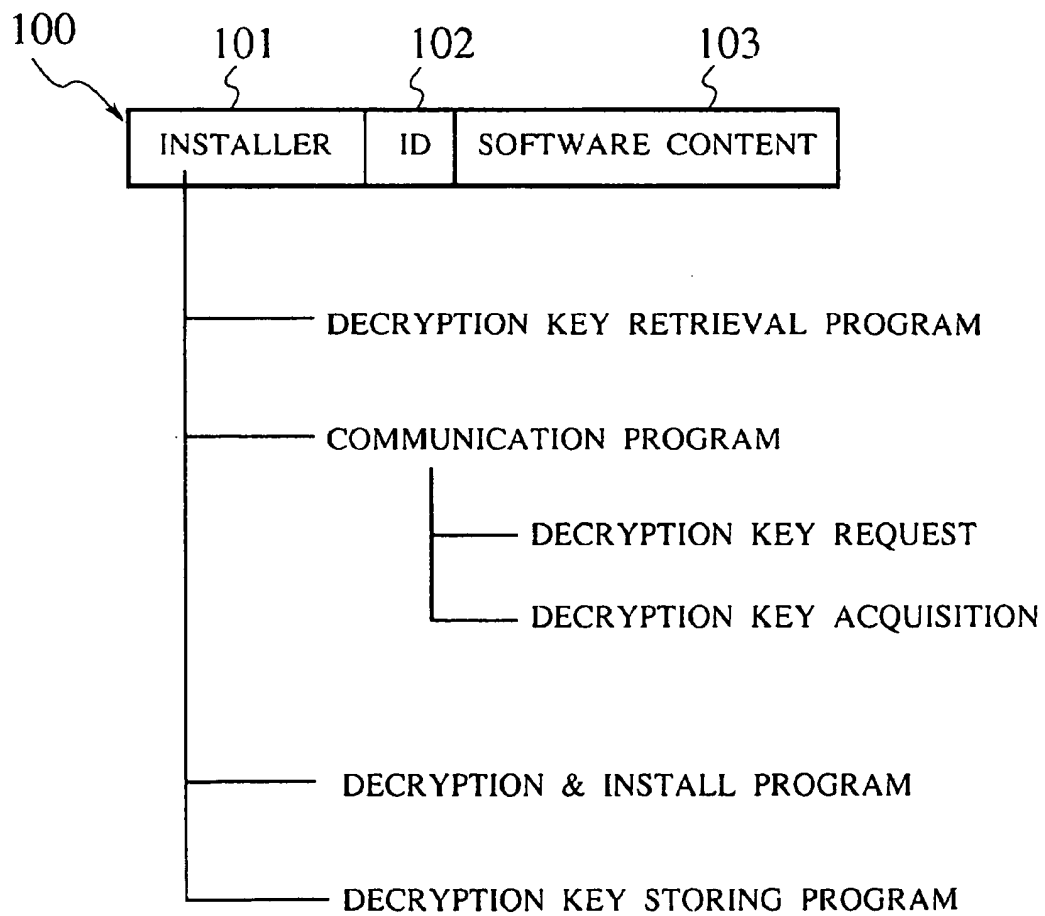 100
101 102 103
INSTALLER ID SOFTWARE CONTENT
DECRYPTION KEY RETRIEVAL PROGRAM
COMMUNICATION PROGRAM
DECRYPTION KEY REQUEST
DECRYPTION KEY ACQUISITION
DECRYPTION & INSTALL PROGRAM
DECRYPTION KEY STORING PROGRAM